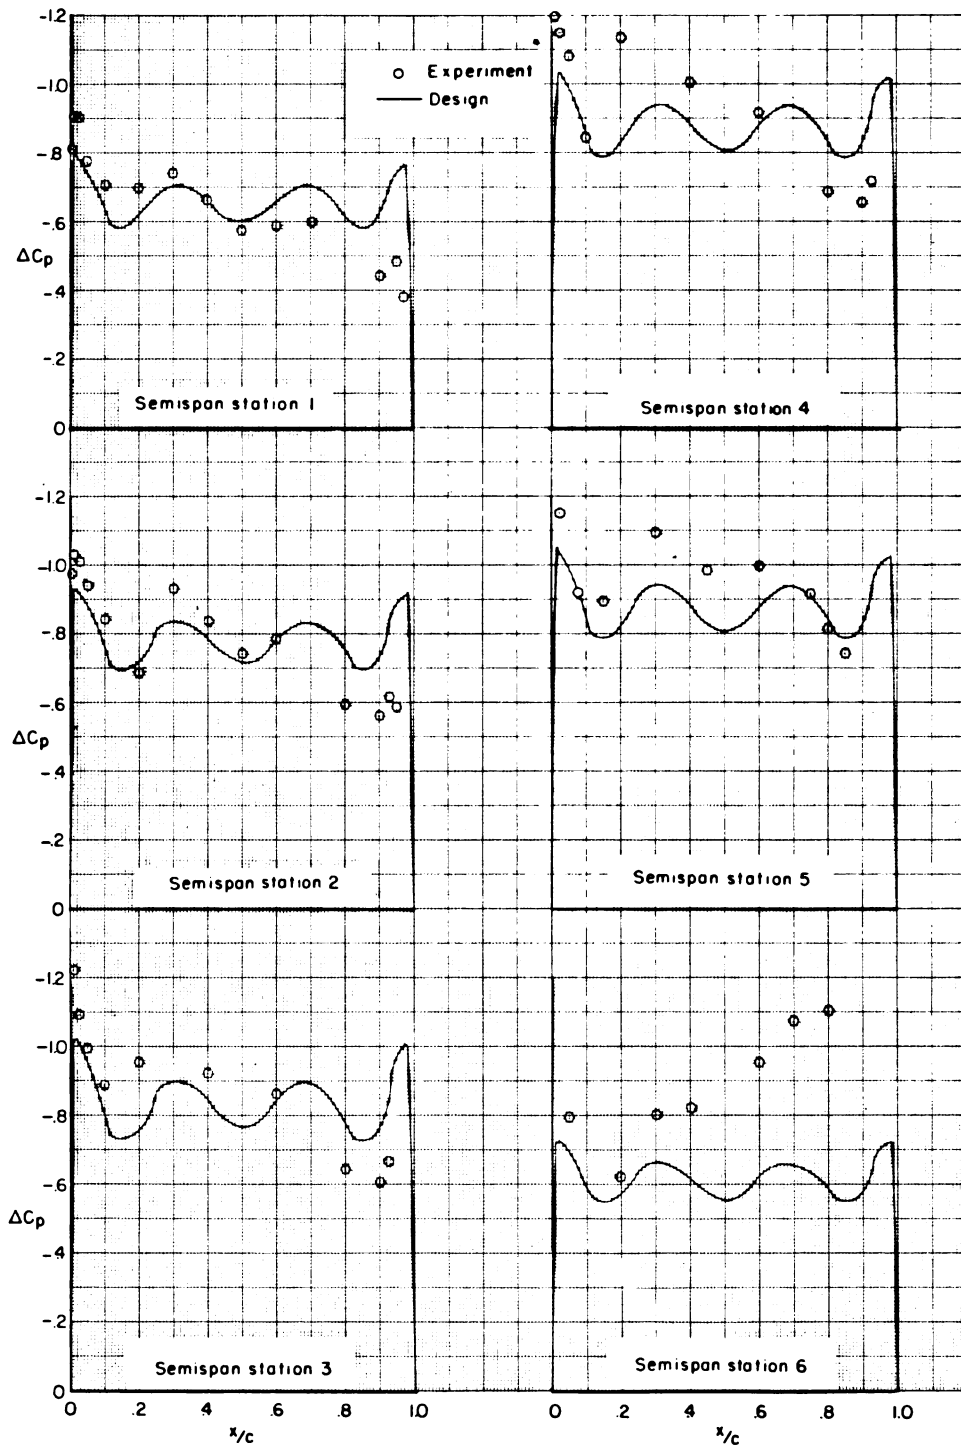 -1.2
-1.0
-.8
-.6
ΔCp
-.4
-.2
0
Semispan station 1
○ Experiment
— Design
Semispan station 4
-1.2
-1.0
-.8
-.6
ΔCp
-.4
-.2
0
Semispan station 2
Semispan station 5
-1.2
-1.0
-.8
-.6
ΔCp
-.4
-.2
0
Semispan station 3
Semispan station 6
0 .2 .4 .6 .8 1.0
x/c
0 .2 .4 .6 .8 1.0
x/c